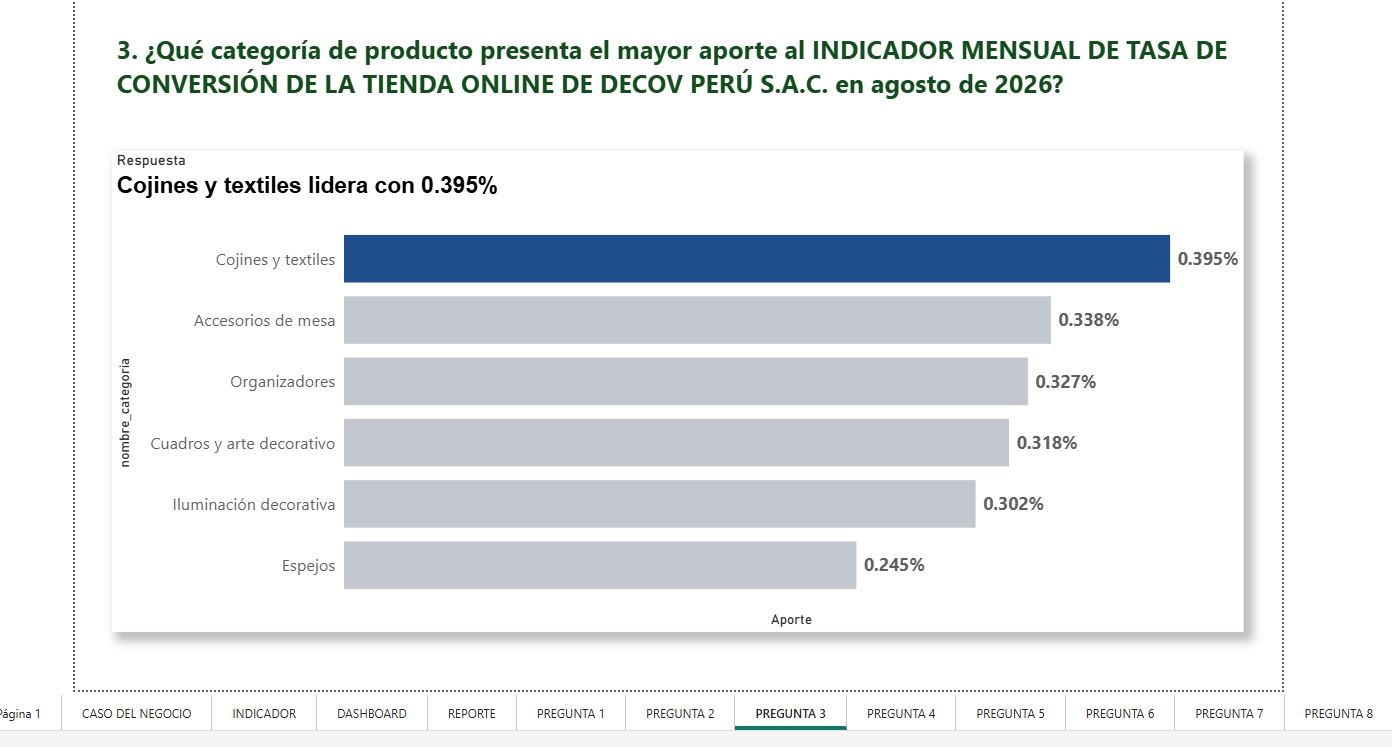 3. ¿Qué categoría de producto presenta el mayor aporte al INDICADOR MENSUAL DE TASA DE
CONVERSIÓN DE LA TIENDA ONLINE DE DECOV PERÚ S.A.C. en agosto de 2026?
Respuesta
Cojines y textiles lidera con 0.395%
nombre_categoria
Cojines y textiles 0.395%
Accesorios de mesa 0.338%
Organizadores 0.327%
Cuadros y arte decorativo 0.318%
Iluminación decorativa 0.302%
Espejos 0.245%
Aporte
Página 1 CASO DEL NEGOCIO INDICADOR DASHBOARD REPORTE PREGUNTA 1 PREGUNTA 2 PREGUNTA 3 PREGUNTA 4 PREGUNTA 5 PREGUNTA 6 PREGUNTA 7 PREGUNTA 8